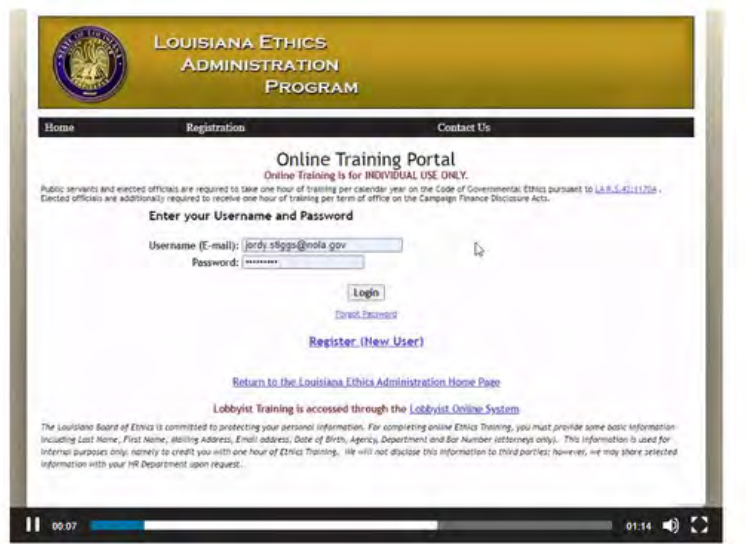 LOUISIANA ETHICS
ADMINISTRATION
PROGRAM
Home Registration Contact Us
Online Training Portal
Online Training is for INDIVIDUAL USE ONLY.
Public servants and elected officials are required to take one hour of training per calendar year on the Code of Governmental Ethics pursuant to LA R.S. 42:1170A .
Elected officials are additionally required to receive one hour of training per term of office on the Campaign Finance Disclosure Acts.
Enter your Username and Password
Username (E-mail): jordy.stiggs@nola.gov
Password: •••••••••
Login
Forgot Password
Register (New User)
Return to the Louisiana Ethics Administration Home Page
Lobbyist Training is accessed through the Lobbyist Online System
The Louisiana Board of Ethics is committed to protecting your personal information. For completing online Ethics Training, you must provide some basic information
including Last Name, First Name, Mailing Address, Email address, Date of Birth, Agency, Department and Bar Number (attorneys only). This information is used for
internal purposes only; namely to credit you with one hour of Ethics Training. We will not disclose this information to third parties; however, we may share selected
information with your HR Department upon request.
00:07 01:14